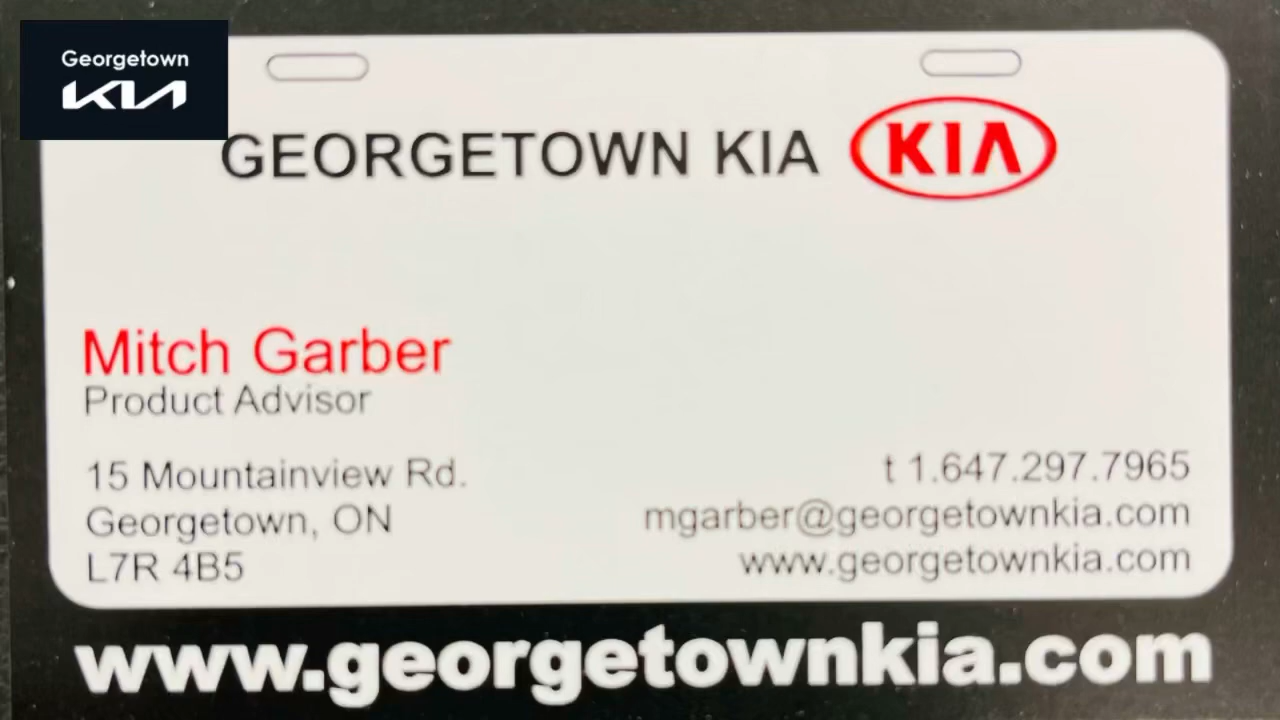 Georgetown
KIA
GEORGETOWN KIA
KIA
Mitch Garber
Product Advisor
15 Mountainview Rd.
Georgetown, ON
L7R 4B5
t 1.647.297.7965
mgarber@georgetownkia.com
www.georgetownkia.com
www.georgetownkia.com